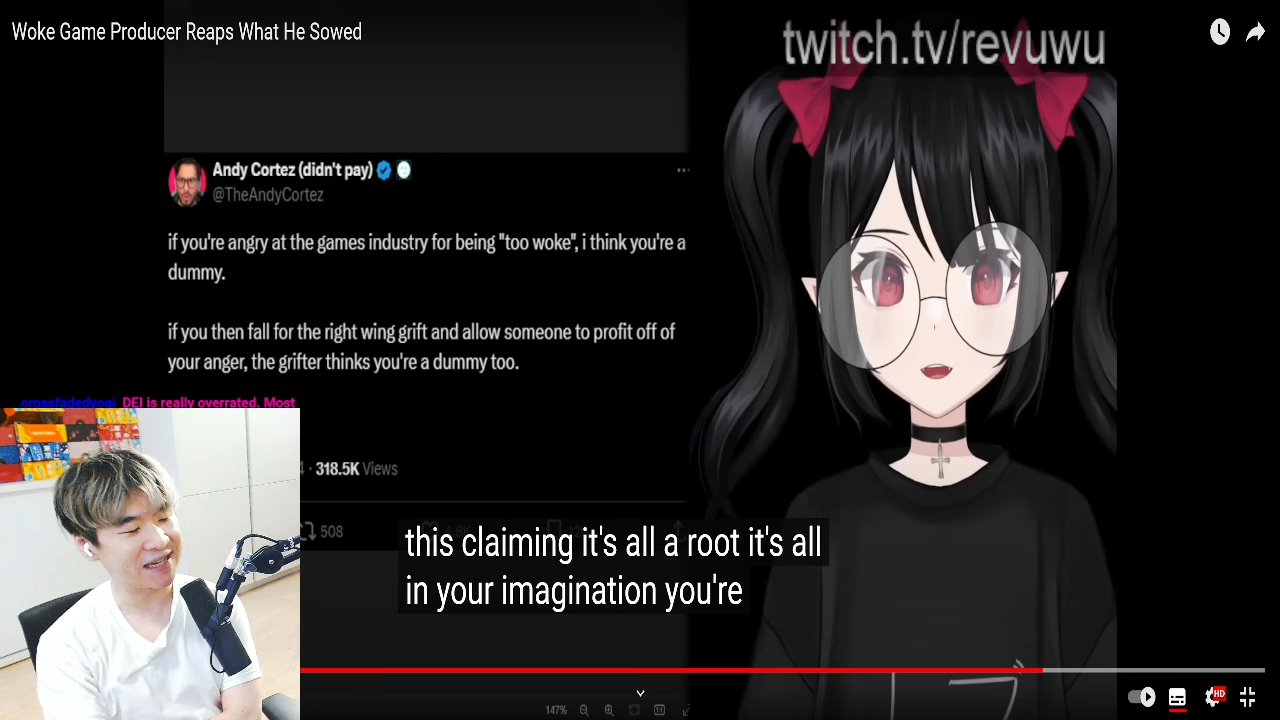 Woke Game Producer Reaps What He Sowed
twitch.tv/revuwu
Andy Cortez (didn't pay)
@TheAndyCortez
if you're angry at the games industry for being "too woke", i think you're a
dummy.
if you then fall for the right wing grift and allow someone to profit off of
your anger, the grifter thinks you're a dummy too.
crossfadedyogi DEI is really overrated. Most
· 318.5K Views
508
this claiming it's all a root it's all
in your imagination you're
147%
HD